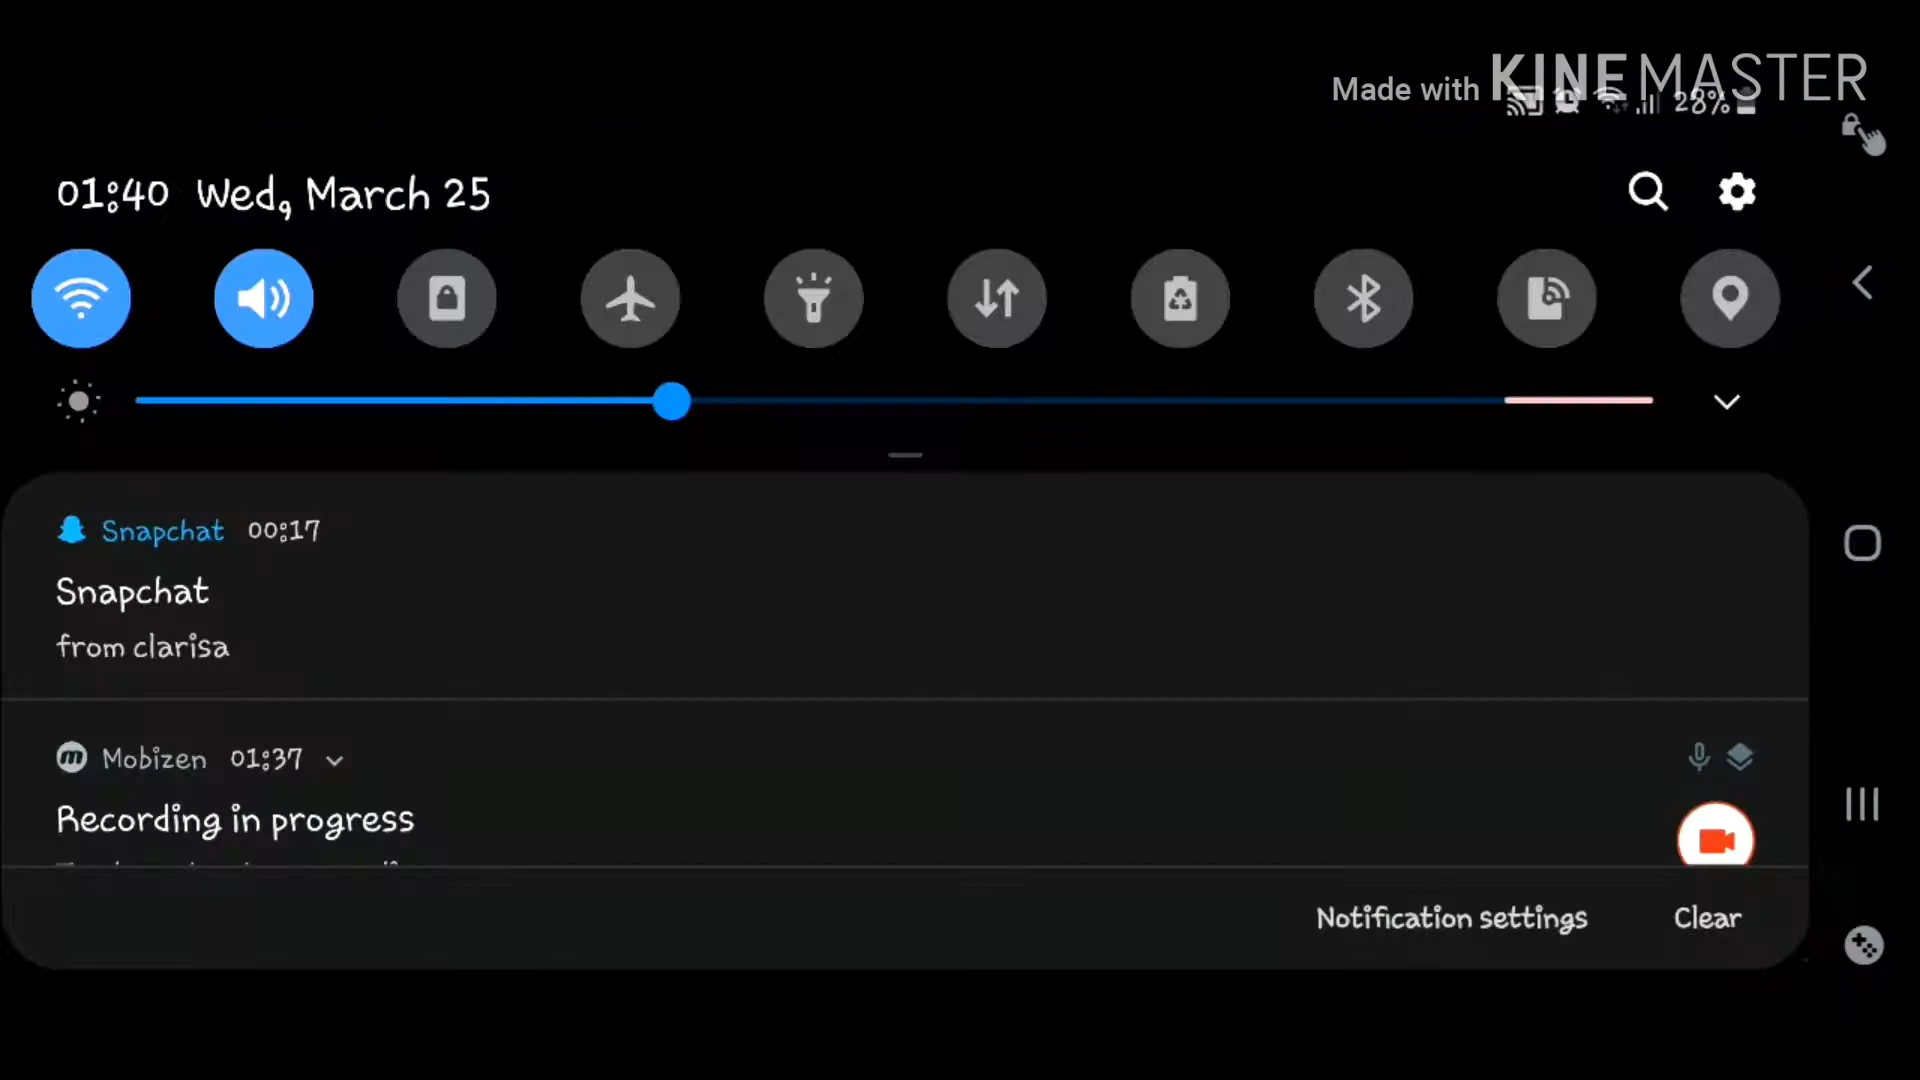 Made with KINEMASTER
28%
01:40 Wed, March 25
Snapchat 00:17
Snapchat
from clarisa
Mobizen 01:37
Recording in progress
Notification settings Clear